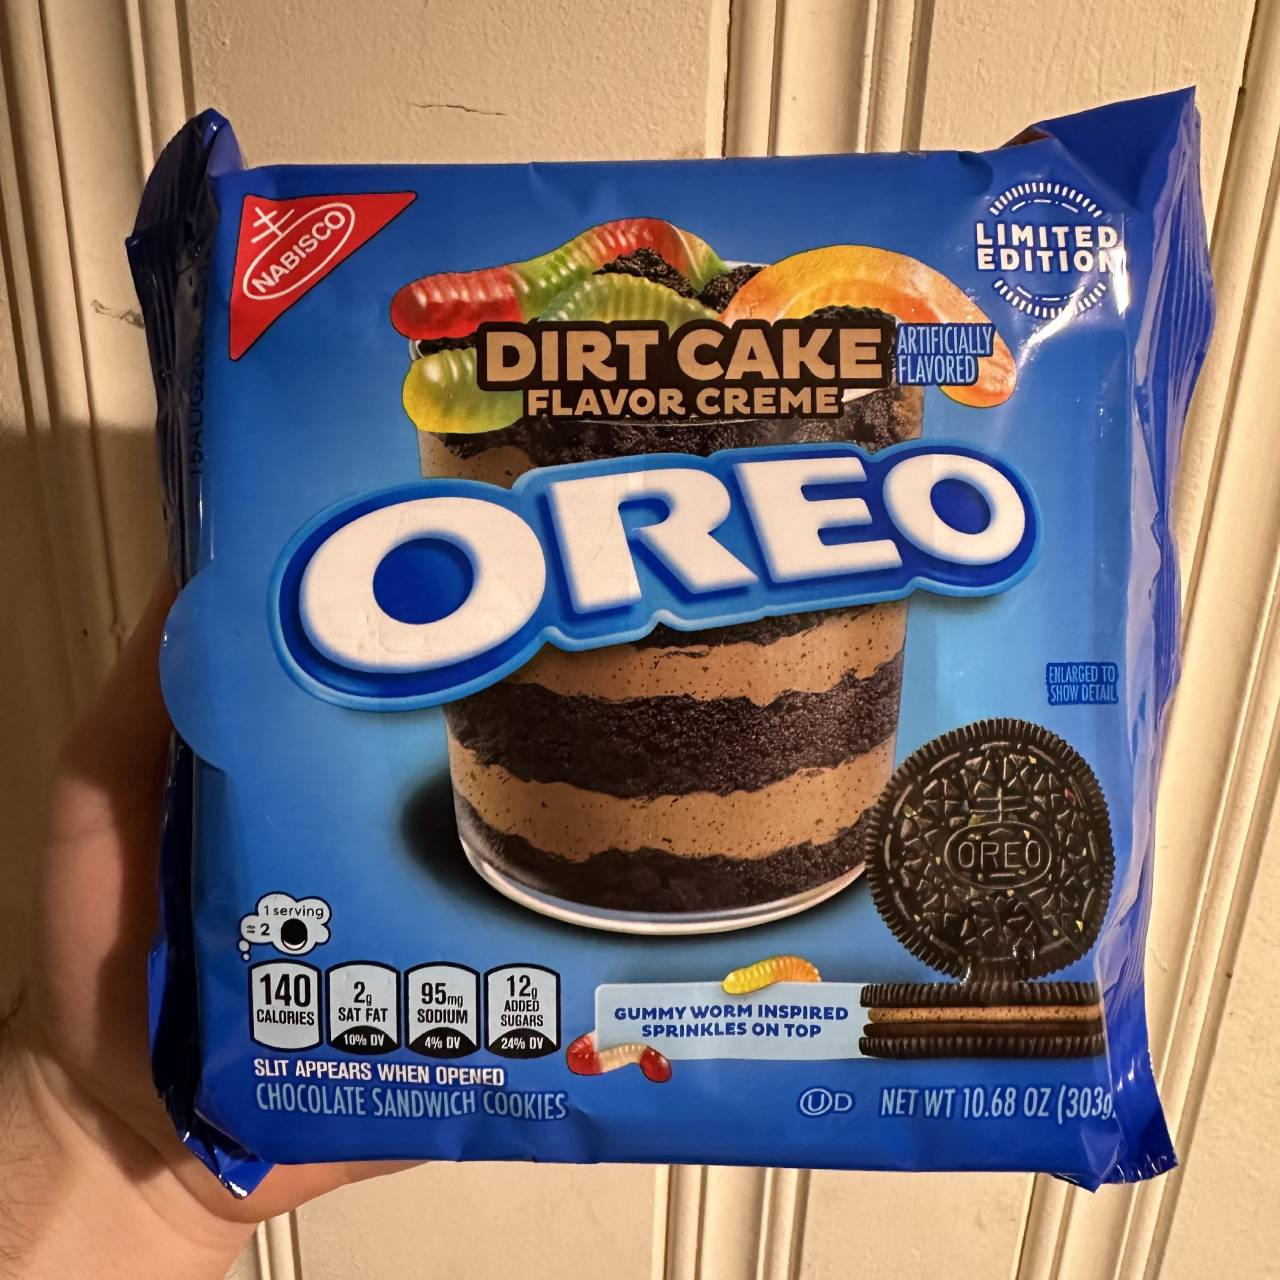 NABISCO
LIMITED
EDITION
DIRT CAKE
FLAVOR CREME
ARTIFICIALLY
FLAVORED
OREO
ENLARGED TO
SHOW DETAIL
OREO
1 serving
= 2
140
CALORIES
2g
SAT FAT
10% DV
95mg
SODIUM
4% DV
12g
ADDED
SUGARS
24% DV
GUMMY WORM INSPIRED
SPRINKLES ON TOP
SLIT APPEARS WHEN OPENED
CHOCOLATE SANDWICH COOKIES
UD
NET WT 10.68 OZ (303g)